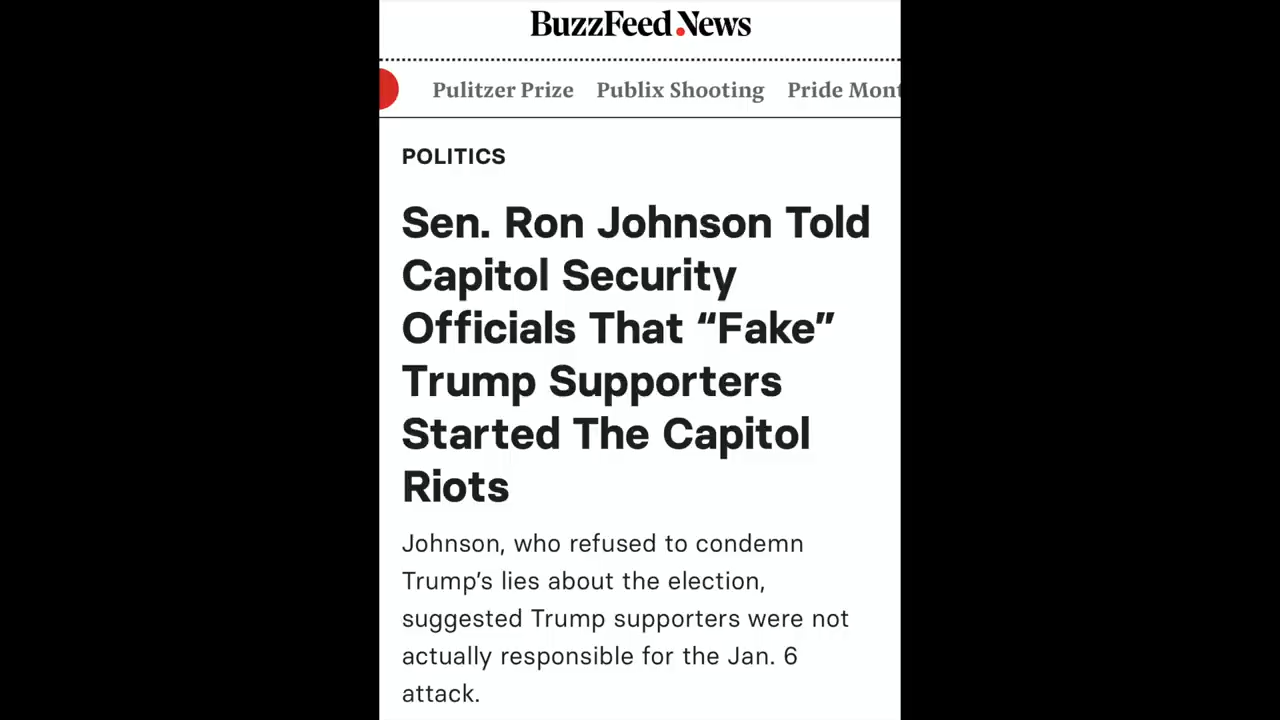 BuzzFeed News
Pulitzer Prize Publix Shooting Pride Mont
POLITICS
Sen. Ron Johnson Told
Capitol Security
Officials That “Fake”
Trump Supporters
Started The Capitol
Riots
Johnson, who refused to condemn
Trump’s lies about the election,
suggested Trump supporters were not
actually responsible for the Jan. 6
attack.